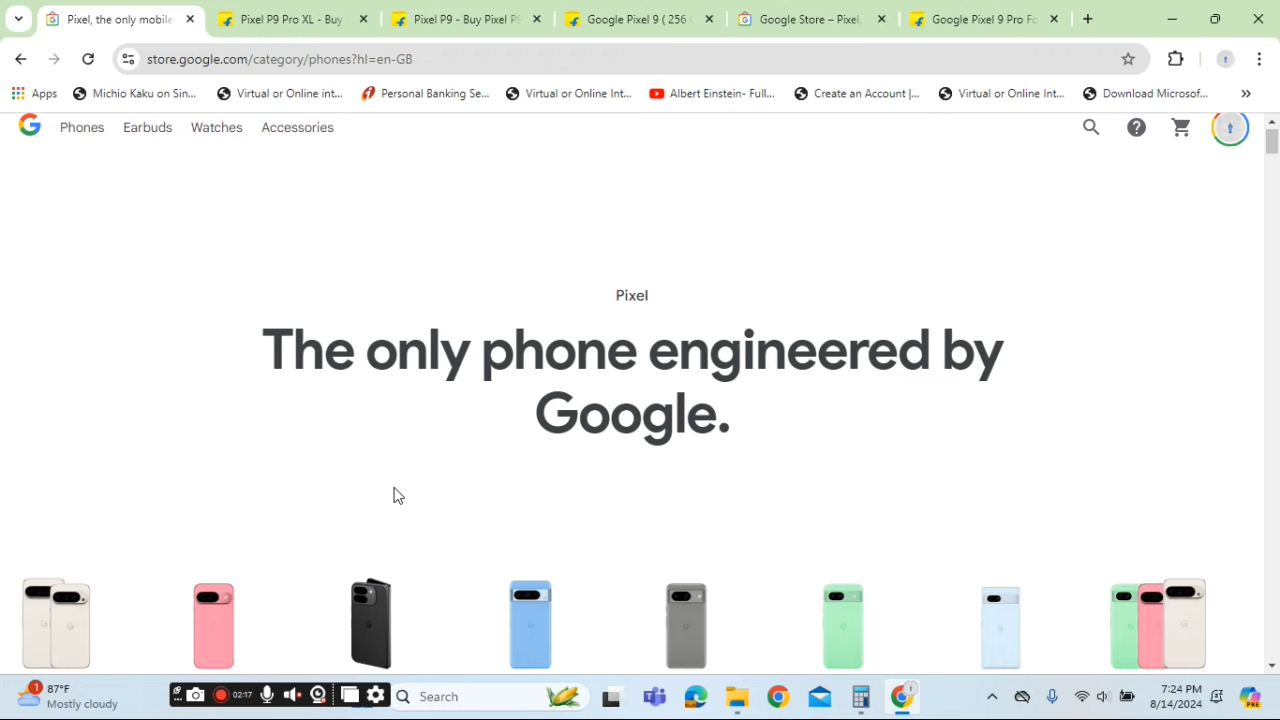 Pixel, the only mobile
Pixel P9 Pro XL - Buy
Pixel P9 - Buy Pixel P9
Google Pixel 9 ( 256 G
Google Store – Pixel,
Google Pixel 9 Pro Fo
store.google.com/category/phones?hl=en-GB
Apps
Michio Kaku on Sin...
Virtual or Online int...
Personal Banking Se...
Virtual or Online Int...
Albert Einstein- Full...
Create an Account |...
Virtual or Online Int...
Download Microsof...
Phones
Earbuds
Watches
Accessories
Pixel
The only phone engineered by
Google.
1
87°F
Mostly cloudy
02:17
Search
7:24 PM
8/14/2024
PRE